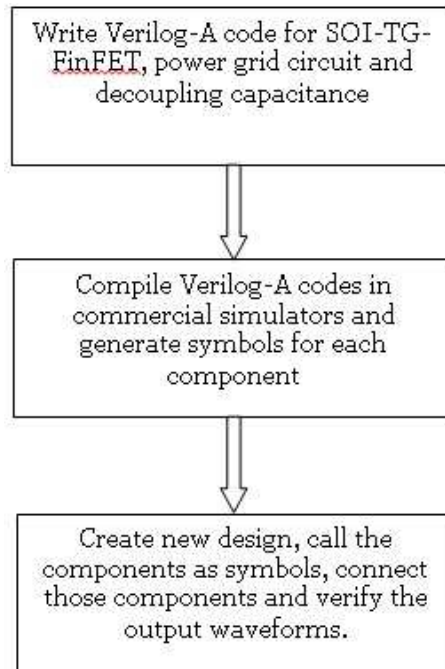 Write Verilog-A code for SOI-TG-
FinFET, power grid circuit and
decoupling capacitance
Compile Verilog-A codes in
commercial simulators and
generate symbols for each
component
Create new design, call the
components as symbols, connect
those components and verify the
output waveforms.